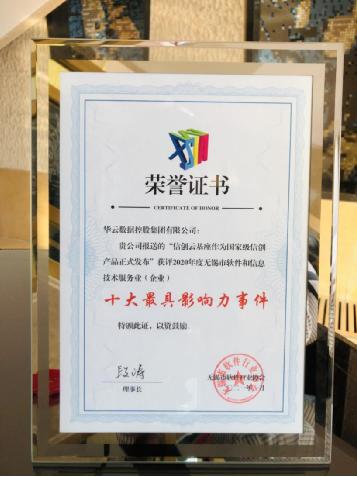 荣誉证书
CERTIFICATE OF HONOR
华云数据控股集团有限公司:
贵公司报送的“信创云基座作为国家级信创
产品正式发布”获评2020年度无锡市软件和信息
技术服务业(企业)
十大最具影响力事件
特颁此证,以资鼓励.
理事长
无锡市软件行业协会